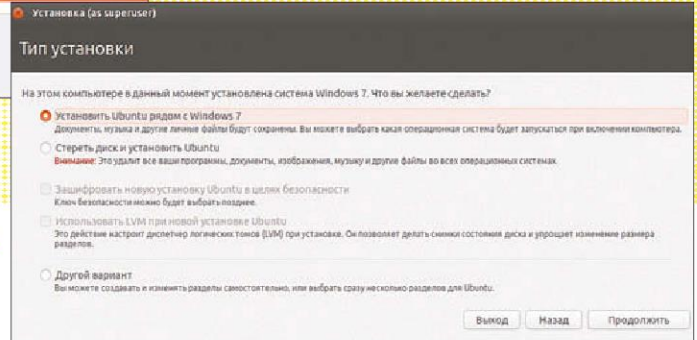 Установка (as superuser)
Тип установки
На этом компьютере в данный момент установлена система Windows 7. Что вы желаете сделать?
Установить Ubuntu рядом с Windows 7
Документы, музыка и другие личные файлы будут сохранены. Вы можете выбрать какая операционная система будет запускаться при включении компьютера.
Стереть диск и установить Ubuntu
Внимание: Это удалит все ваши программы, документы, изображения, музыку и другие файлы во всех операционных системах.
Зашифровать новую установку Ubuntu в целях безопасности
Ключ безопасности можно будет выбрать позднее.
Использовать LVM при новой установке Ubuntu
Это действие настроит диспетчер логических томов (LVM) при установке. Он позволяет делать снимки состояния диска и упрощает изменение размера
разделов.
Другой вариант
Вы можете создавать и изменять разделы самостоятельно, или выбрать сразу несколько разделов для Ubuntu.
Выход Назад Продолжить